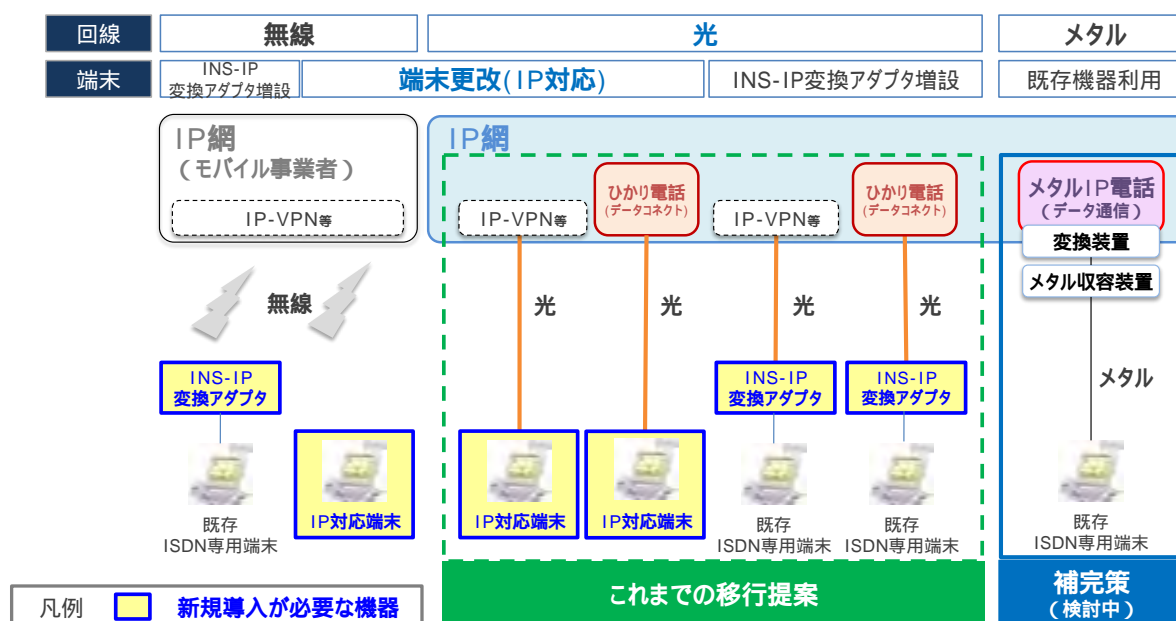 回線
無線
光
メタル
端末
INS-IP
変換アダプタ増設
端末更改(IP対応)
INS-IP変換アダプタ増設
既存機器利用
IP網
(モバイル事業者)
IP-VPN等
IP網
IP-VPN等
ひかり電話
(データコネクト)
IP-VPN等
ひかり電話
(データコネクト)
メタルIP電話
(データ通信)
変換装置
メタル収容装置
無線
光
光
光
光
メタル
INS-IP
変換アダプタ
INS-IP
変換アダプタ
INS-IP
変換アダプタ
既存
ISDN専用端末
IP対応端末
IP対応端末
IP対応端末
既存
ISDN専用端末
既存
ISDN専用端末
既存
ISDN専用端末
凡例
新規導入が必要な機器
これまでの移行提案
補完策
(検討中)